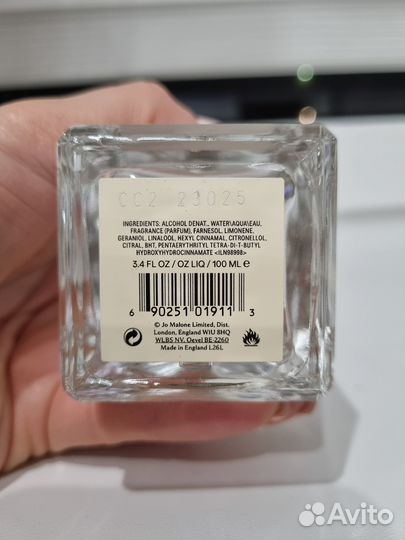 CC2 23025
INGREDIENTS: ALCOHOL DENAT., WATER\AQUA\EAU,
FRAGRANCE (PARFUM), FARNESOL, LIMONENE,
GERANIOL, LINALOOL, HEXYL CINNAMAL, CITRONELLOL,
CITRAL, BHT, PENTAERYTHRITYL TETRA-DI-T-BUTYL
HYDROXYHYDROCINNAMATE <ILN98998>
3.4 FL OZ / OZ LIQ / 100 ML ℮
6 90251 01911 3
© Jo Malone Limited, Dist.
London, England W1U 8HQ
WLBS NV, Oevel BE-2260
Made in England L26L
Avito